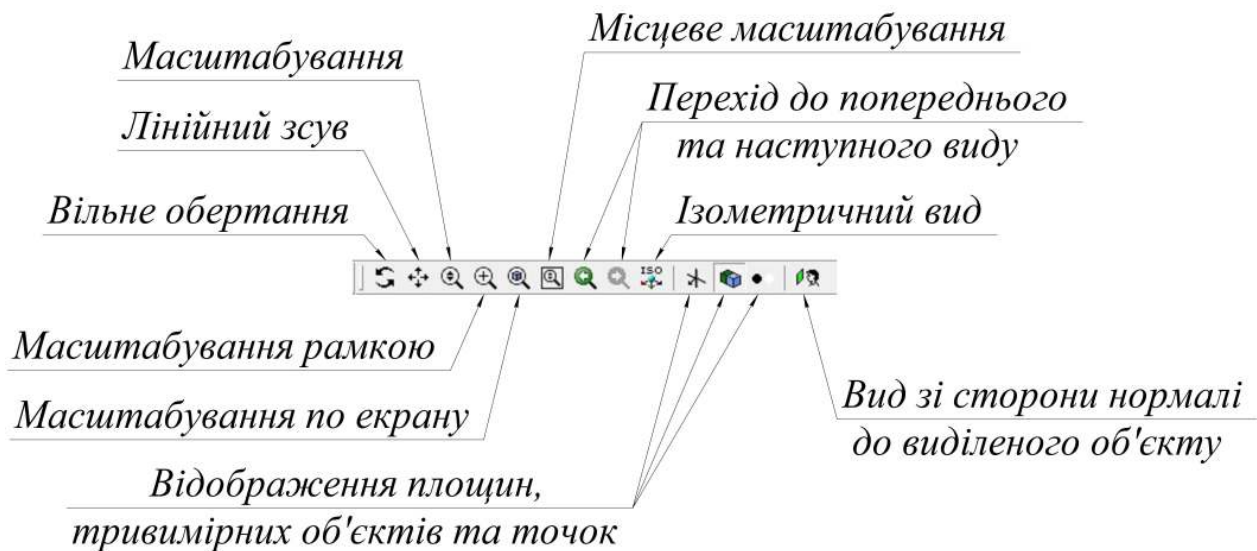 Місцеве масштабування
Масштабування
Перехід до попереднього
та наступного виду
Лінійний зсув
Вільне обертання
Ізометричний вид
ISO
Масштабування рамкою
Масштабування по екрану
Вид зі сторони нормалі
до виділеного об'єкту
Відображення площин,
тривимірних об'єктів та точок